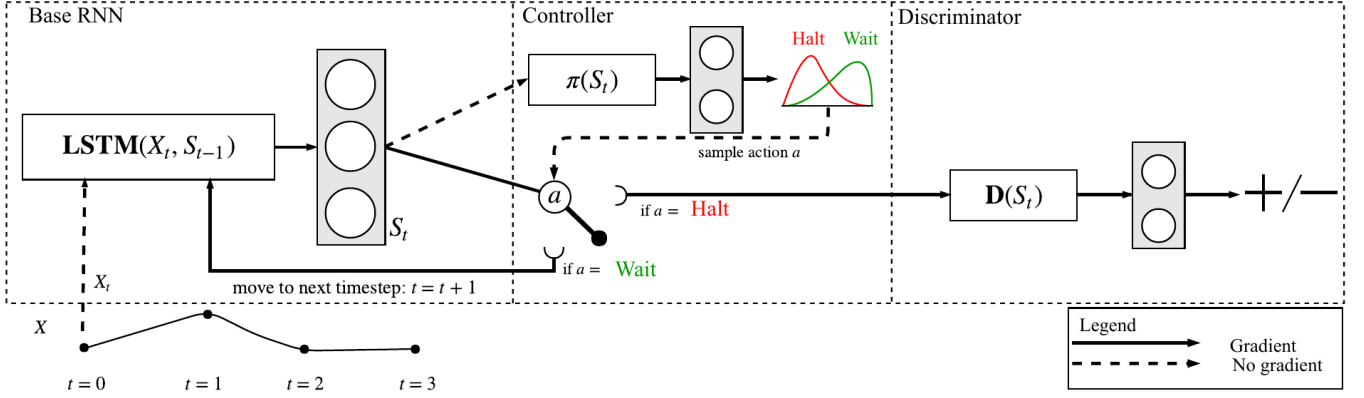 Base RNN
LSTM(X_t, S_{t−1})
S_t
X_t
move to next timestep: t = t + 1
X
t = 0
t = 1
t = 2
t = 3
Controller
π(S_t)
Halt
Wait
sample action a
a
if a = Halt
if a = Wait
Discriminator
D(S_t)
+/−
Legend
Gradient
No gradient